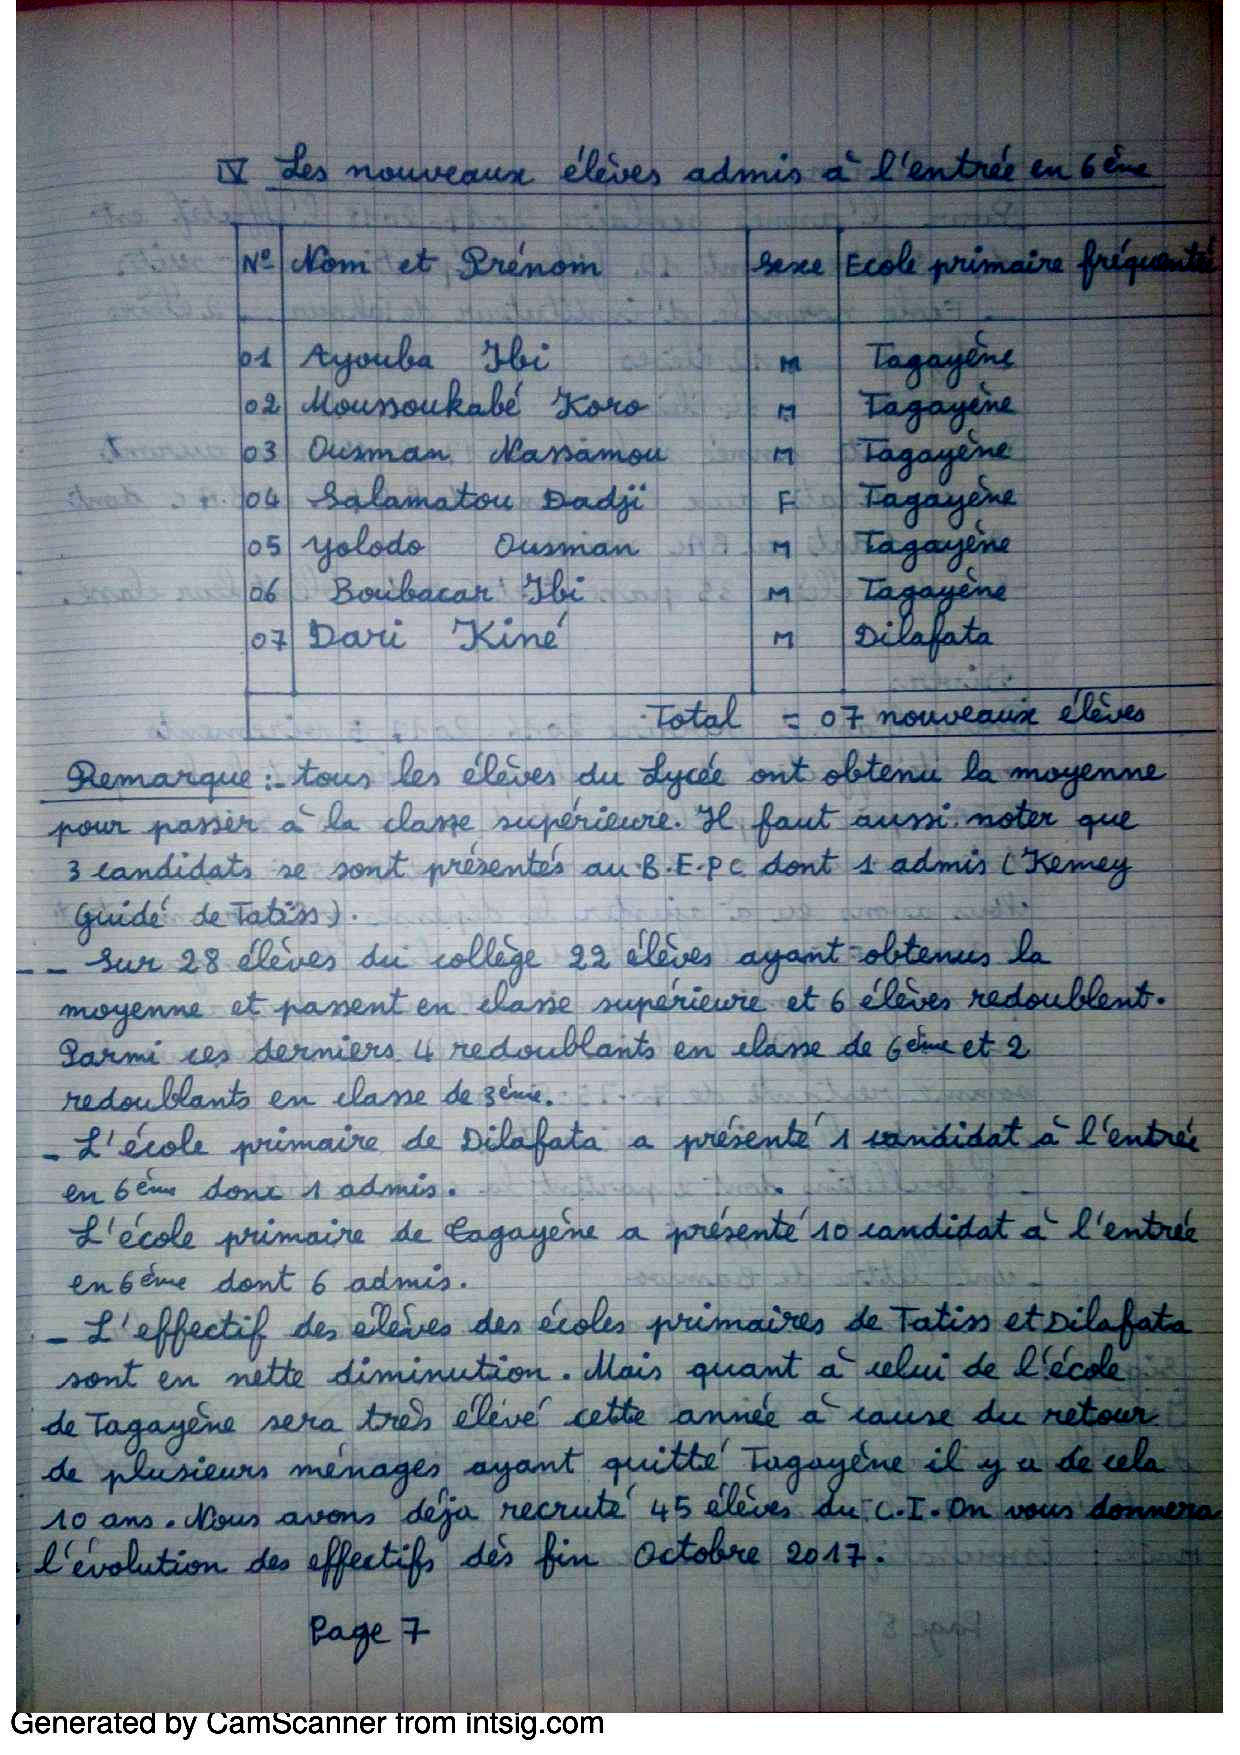 IV Les nouveaux élèves admis à l'entrée en 6ème
N° Nom et Prénom Sexe Ecole primaire fréquenté
01 Ayouba Ibi M Tagayène
02 Moussoukabé Koro M Tagayène
03 Ousman Nassamou M Tagayène
04 Salamatou Dadji F Tagayène
05 Yolodo Ousman M Tagayène
06 Boubacar Ibi M Tagayène
07 Dari Kiné M Dilafata
Total = 07 nouveaux élèves
Remarque :- tous les élèves du Lycée ont obtenu la moyenne
pour passer à la classe supérieure. Il faut aussi noter que
3 candidats se sont présentés au B.E.PC dont 1 admis (Kemey
Guidé de Tatiss).
-- Sur 28 élèves du collège 22 élèves ayant obtenus la
moyenne et passent en classe supérieure et 6 élèves redoublent.
Parmi ces derniers 4 redoublants en classe de 6ème et 2
redoublants en classe de 3ème.
- L'école primaire de Dilafata a présenté 1 candidat à l'entrée
en 6ème donc 1 admis.
L'école primaire de Tagayène a présenté 10 candidat à l'entrée
en 6ème dont 6 admis.
- L'effectif des élèves des écoles primaires de Tatiss et Dilafata
sont en nette diminution. Mais quant à celui de l'école
de Tagayène sera très élevé cette année à cause du retour
de plusieurs ménages ayant quitté Tagayène il y a de cela
10 ans. Nous avons déja recruté 45 élèves du C.I. On vous donnera
l'évolution des effectifs dès fin Octobre 2017.
Page 7
Generated by CamScanner from intsig.com